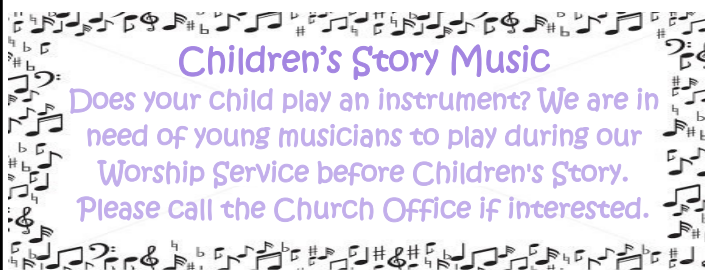 Children’s Story Music
Does your child play an instrument? We are in
need of young musicians to play during our
Worship Service before Children's Story.
Please call the Church Office if interested.